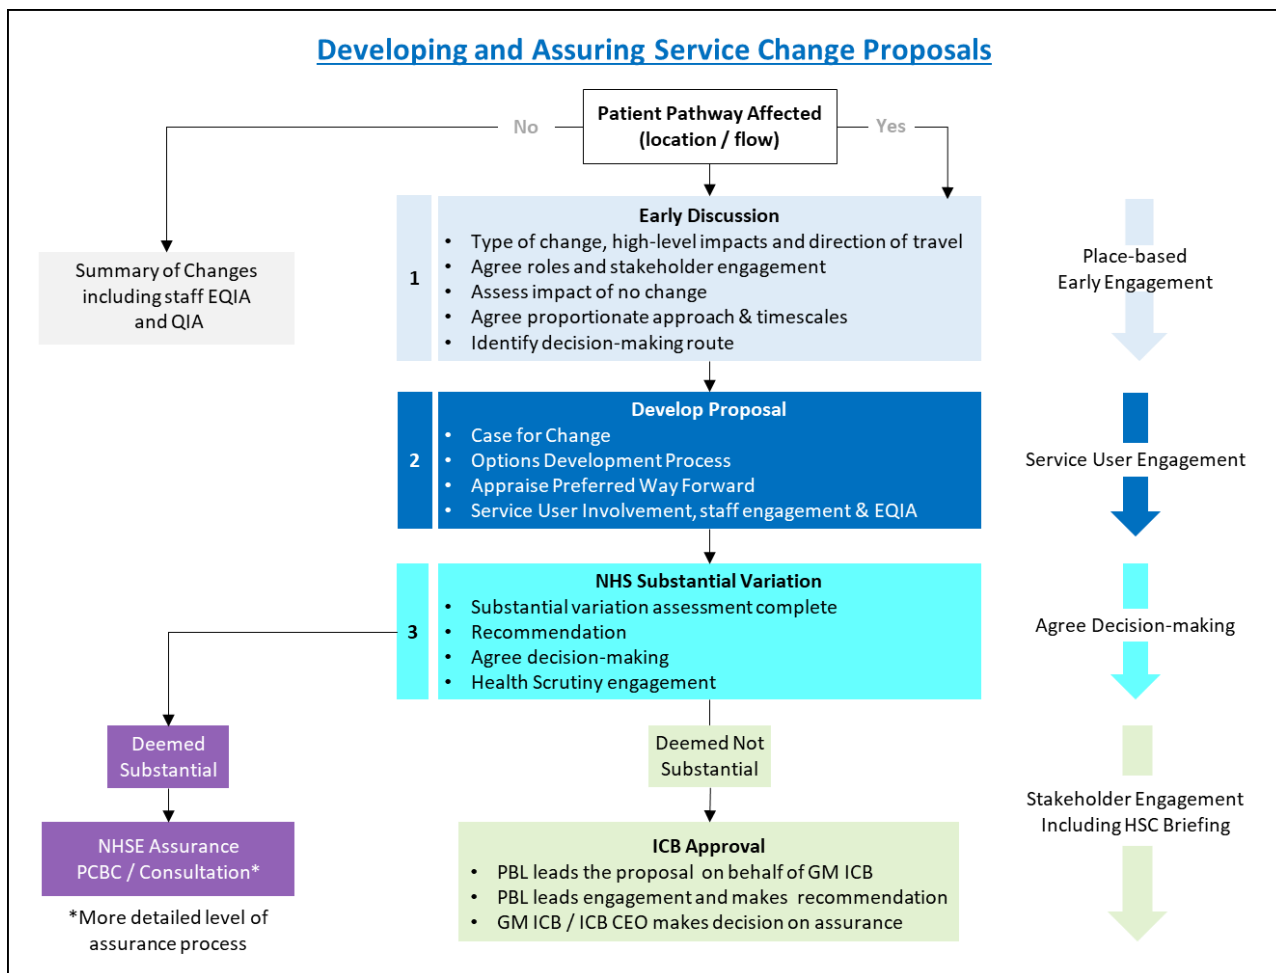 Developing and Assuring Service Change Proposals
Patient Pathway Affected
(location / flow)
No
Yes
Summary of Changes
including staff EQIA
and QIA
1
Early Discussion
• Type of change, high-level impacts and direction of travel
• Agree roles and stakeholder engagement
• Assess impact of no change
• Agree proportionate approach & timescales
• Identify decision-making route
Place-based
Early Engagement
2
Develop Proposal
• Case for Change
• Options Development Process
• Appraise Preferred Way Forward
• Service User Involvement, staff engagement & EQIA
Service User Engagement
3
NHS Substantial Variation
• Substantial variation assessment complete
• Recommendation
• Agree decision-making
• Health Scrutiny engagement
Agree Decision-making
Deemed
Substantial
Deemed Not
Substantial
NHSE Assurance
PCBC / Consultation*
*More detailed level of
assurance process
ICB Approval
• PBL leads the proposal on behalf of GM ICB
• PBL leads engagement and makes recommendation
• GM ICB / ICB CEO makes decision on assurance
Stakeholder Engagement
Including HSC Briefing